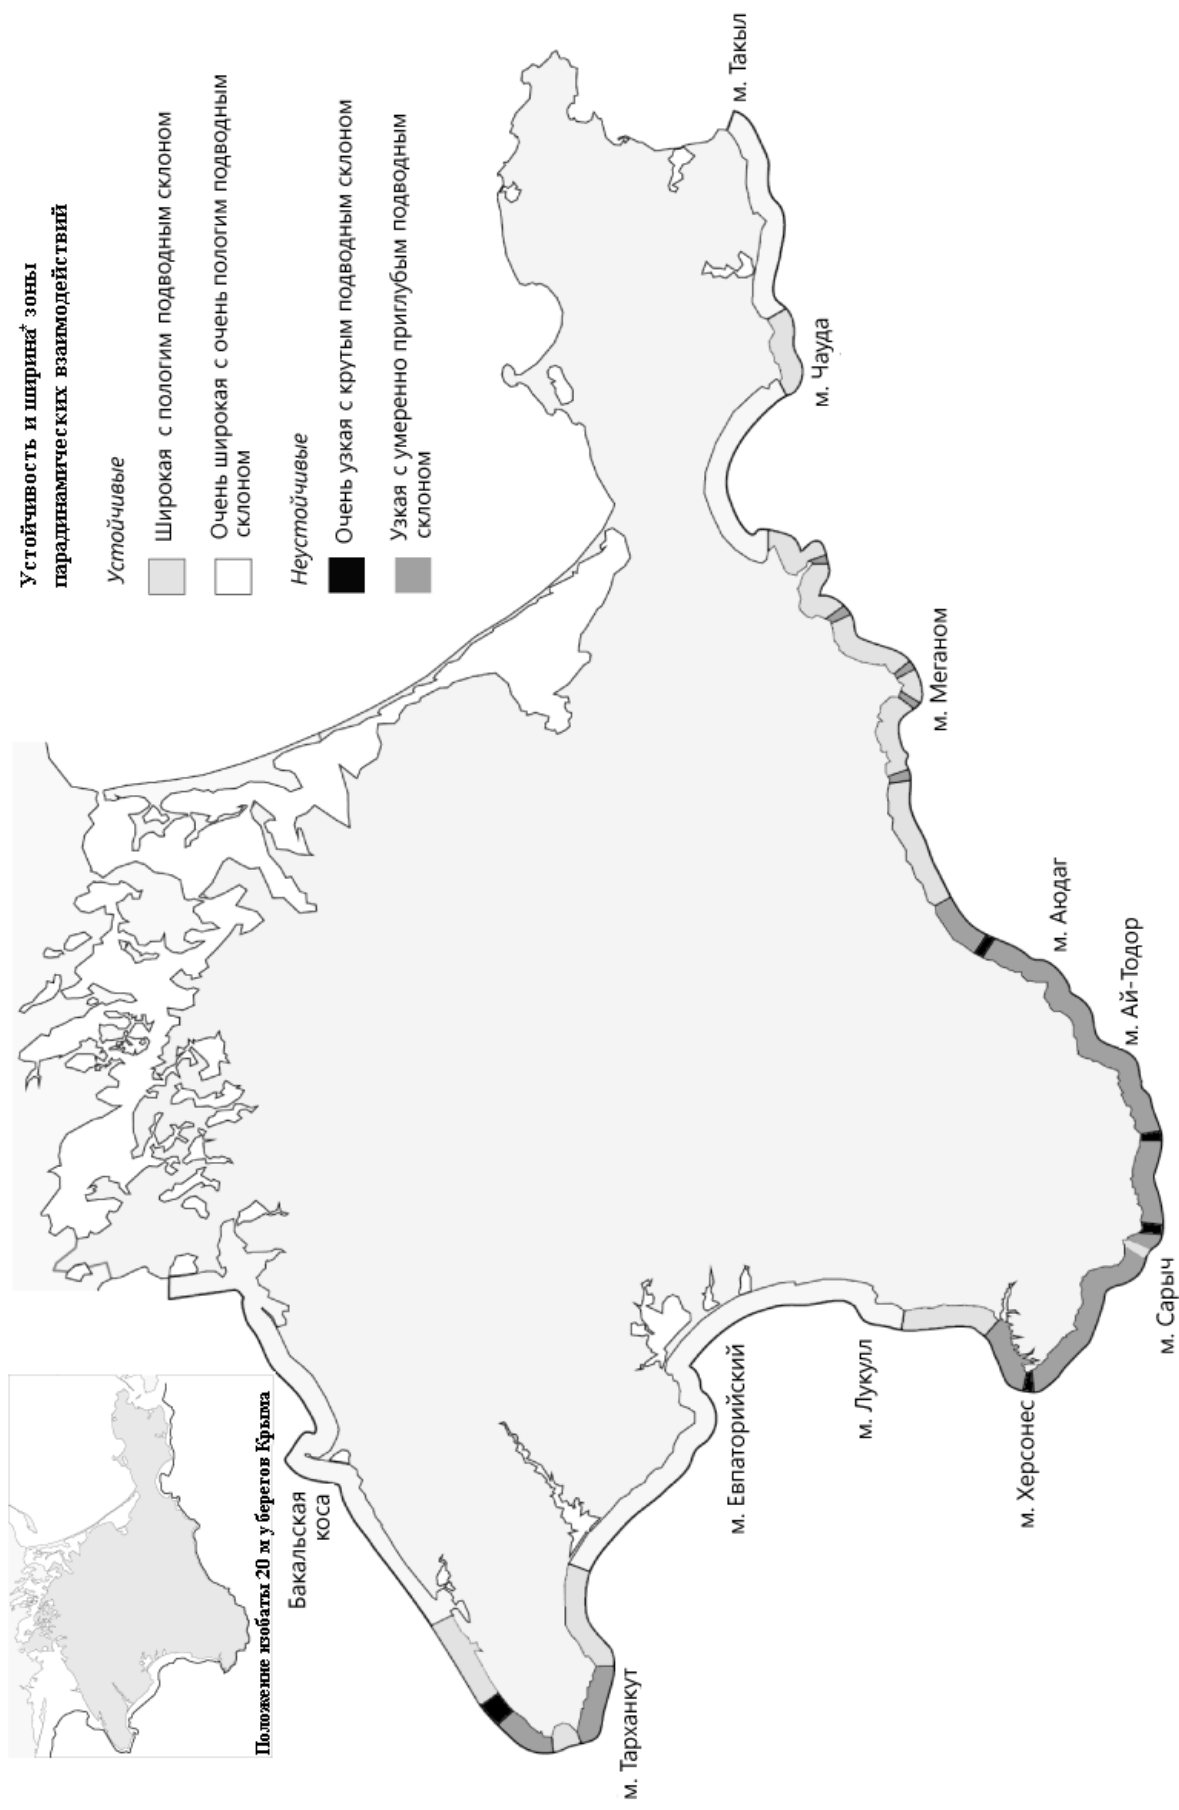 Устойчивость и ширина* зоны
парадинамических взаимодействий
Устойчивые
Широкая с пологим подводным склоном
Очень широкая с очень пологим подводным
склоном
Неустойчивые
Очень узкая с крутым подводным склоном
Узкая с умеренно приглубым подводным
склоном
Положение изобаты 20 м у берегов Крыма
Бакальская
коса
м. Тарханкут
м. Евпаторийский
м. Лукулл
м. Херсонес
м. Сарыч
м. Ай-Тодор
м. Аюдаг
м. Меганом
м. Чауда
м. Такыл